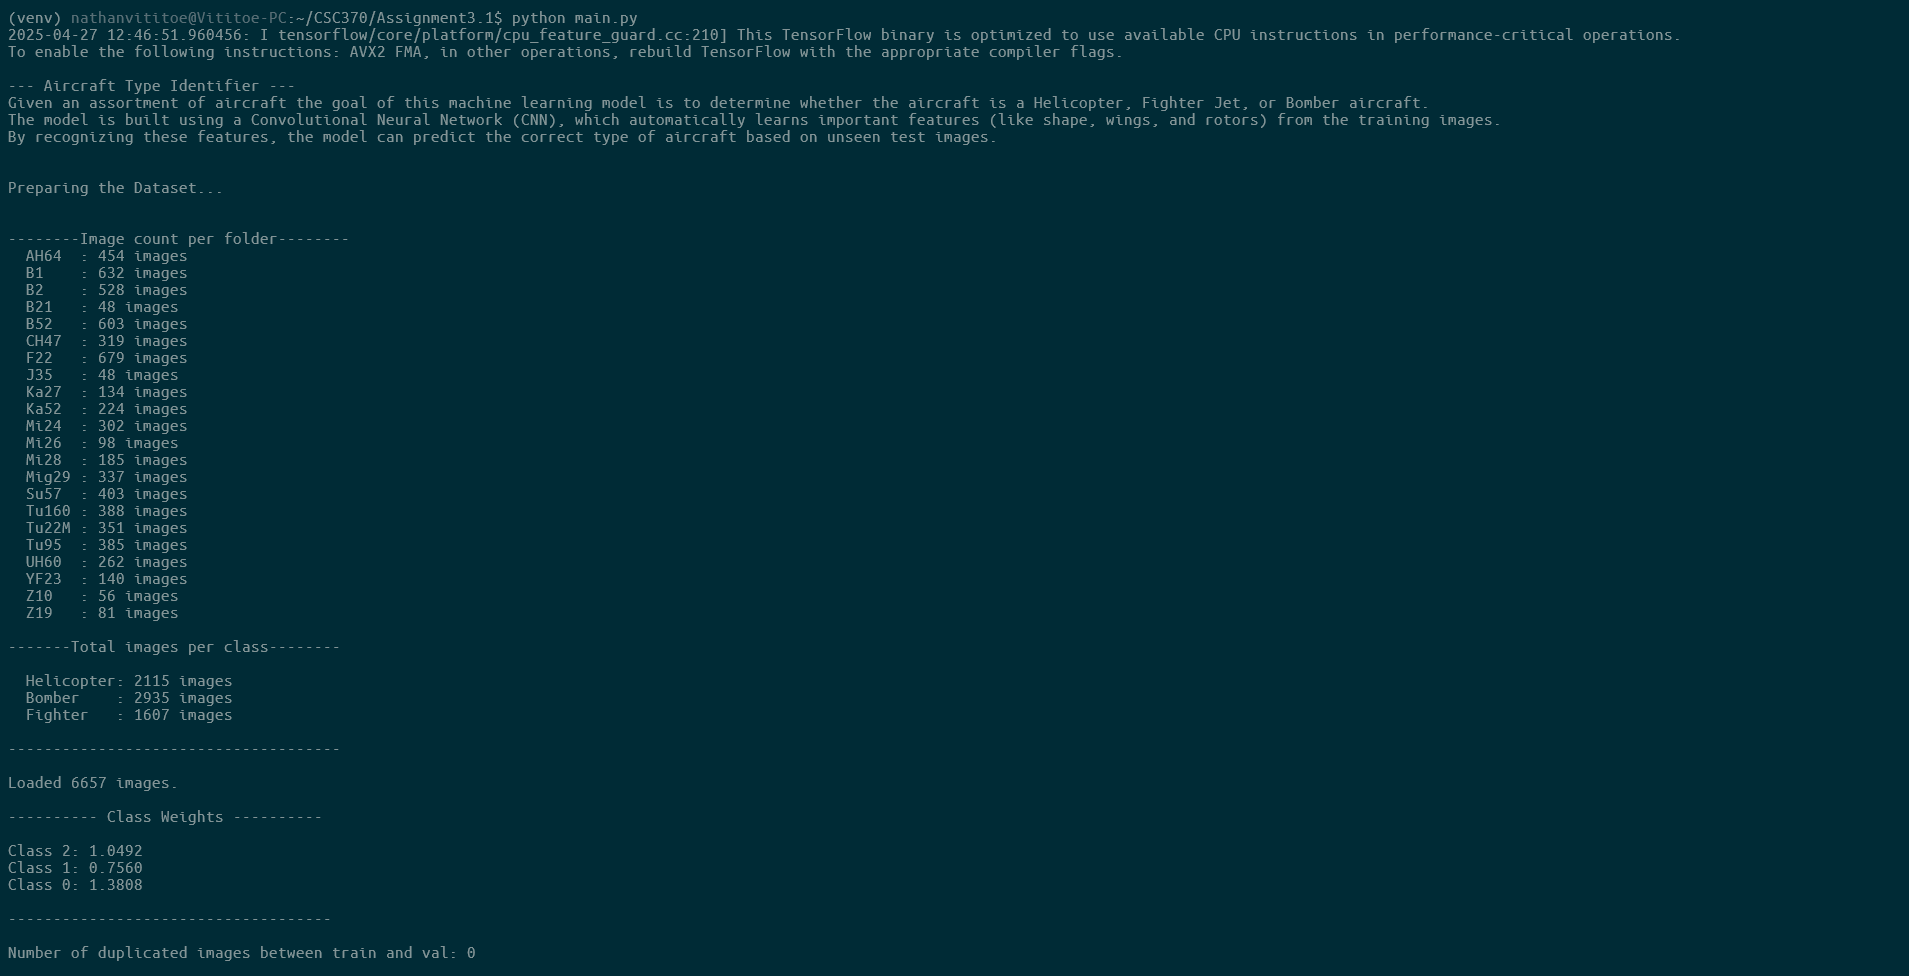 (venv) nathanvititoe@Vititoe-PC:~/CSC370/Assignment3.1$ python main.py
2025-04-27 12:46:51.960456: I tensorflow/core/platform/cpu_feature_guard.cc:210] This TensorFlow binary is optimized to use available CPU instructions in performance-critical operations.
To enable the following instructions: AVX2 FMA, in other operations, rebuild TensorFlow with the appropriate compiler flags.
--- Aircraft Type Identifier ---
Given an assortment of aircraft the goal of this machine learning model is to determine whether the aircraft is a Helicopter, Fighter Jet, or Bomber aircraft.
The model is built using a Convolutional Neural Network (CNN), which automatically learns important features (like shape, wings, and rotors) from the training images.
By recognizing these features, the model can predict the correct type of aircraft based on unseen test images.
Preparing the Dataset...
--------Image count per folder--------
AH64  : 454 images
B1    : 632 images
B2    : 528 images
B21   : 48 images
B52   : 603 images
CH47  : 319 images
F22   : 679 images
J35   : 48 images
Ka27  : 134 images
Ka52  : 224 images
Mi24  : 302 images
Mi26  : 98 images
Mi28  : 185 images
Mig29 : 337 images
Su57  : 403 images
Tu160 : 388 images
Tu22M : 351 images
Tu95  : 385 images
UH60  : 262 images
YF23  : 140 images
Z10   : 56 images
Z19   : 81 images
-------Total images per class--------
Helicopter: 2115 images
Bomber    : 2935 images
Fighter   : 1607 images
-------------------------------------
Loaded 6657 images.
---------- Class Weights ----------
Class 2: 1.0492
Class 1: 0.7560
Class 0: 1.3808
------------------------------------
Number of duplicated images between train and val: 0